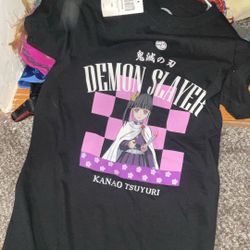 鬼滅の刃
DEMON SLAYER
KANAO TSUYURI